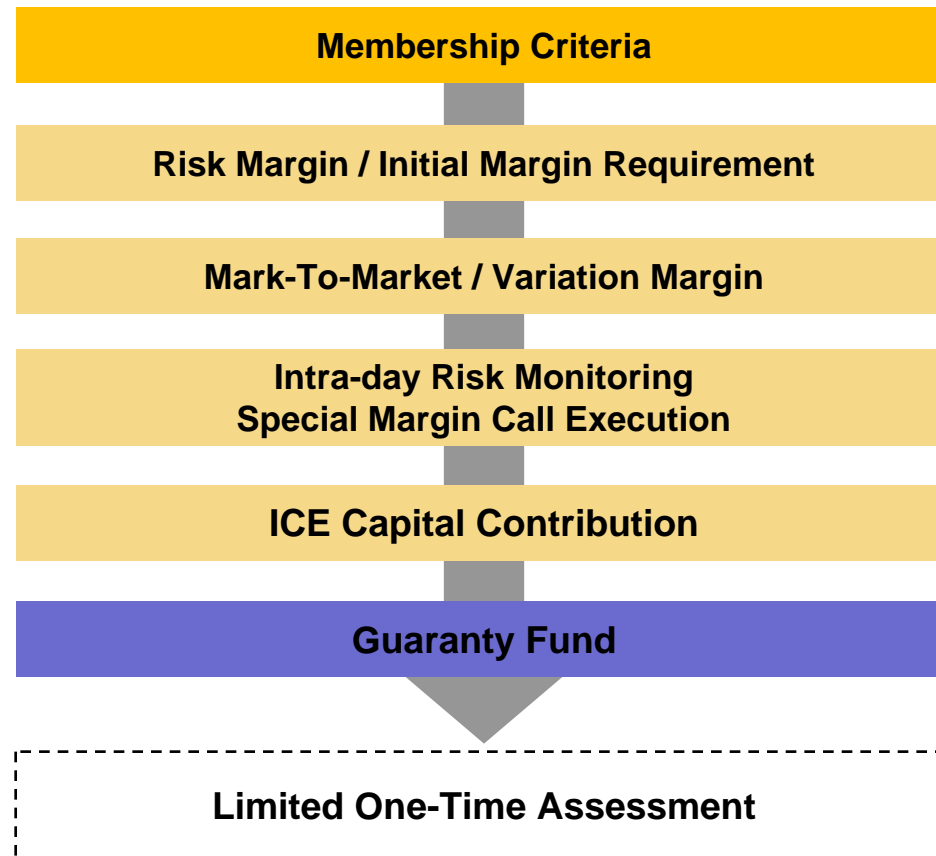 Membership Criteria
Risk Margin / Initial Margin Requirement
Mark-To-Market / Variation Margin
Intra-day Risk Monitoring
Special Margin Call Execution
ICE Capital Contribution
Guaranty Fund
Limited One-Time Assessment